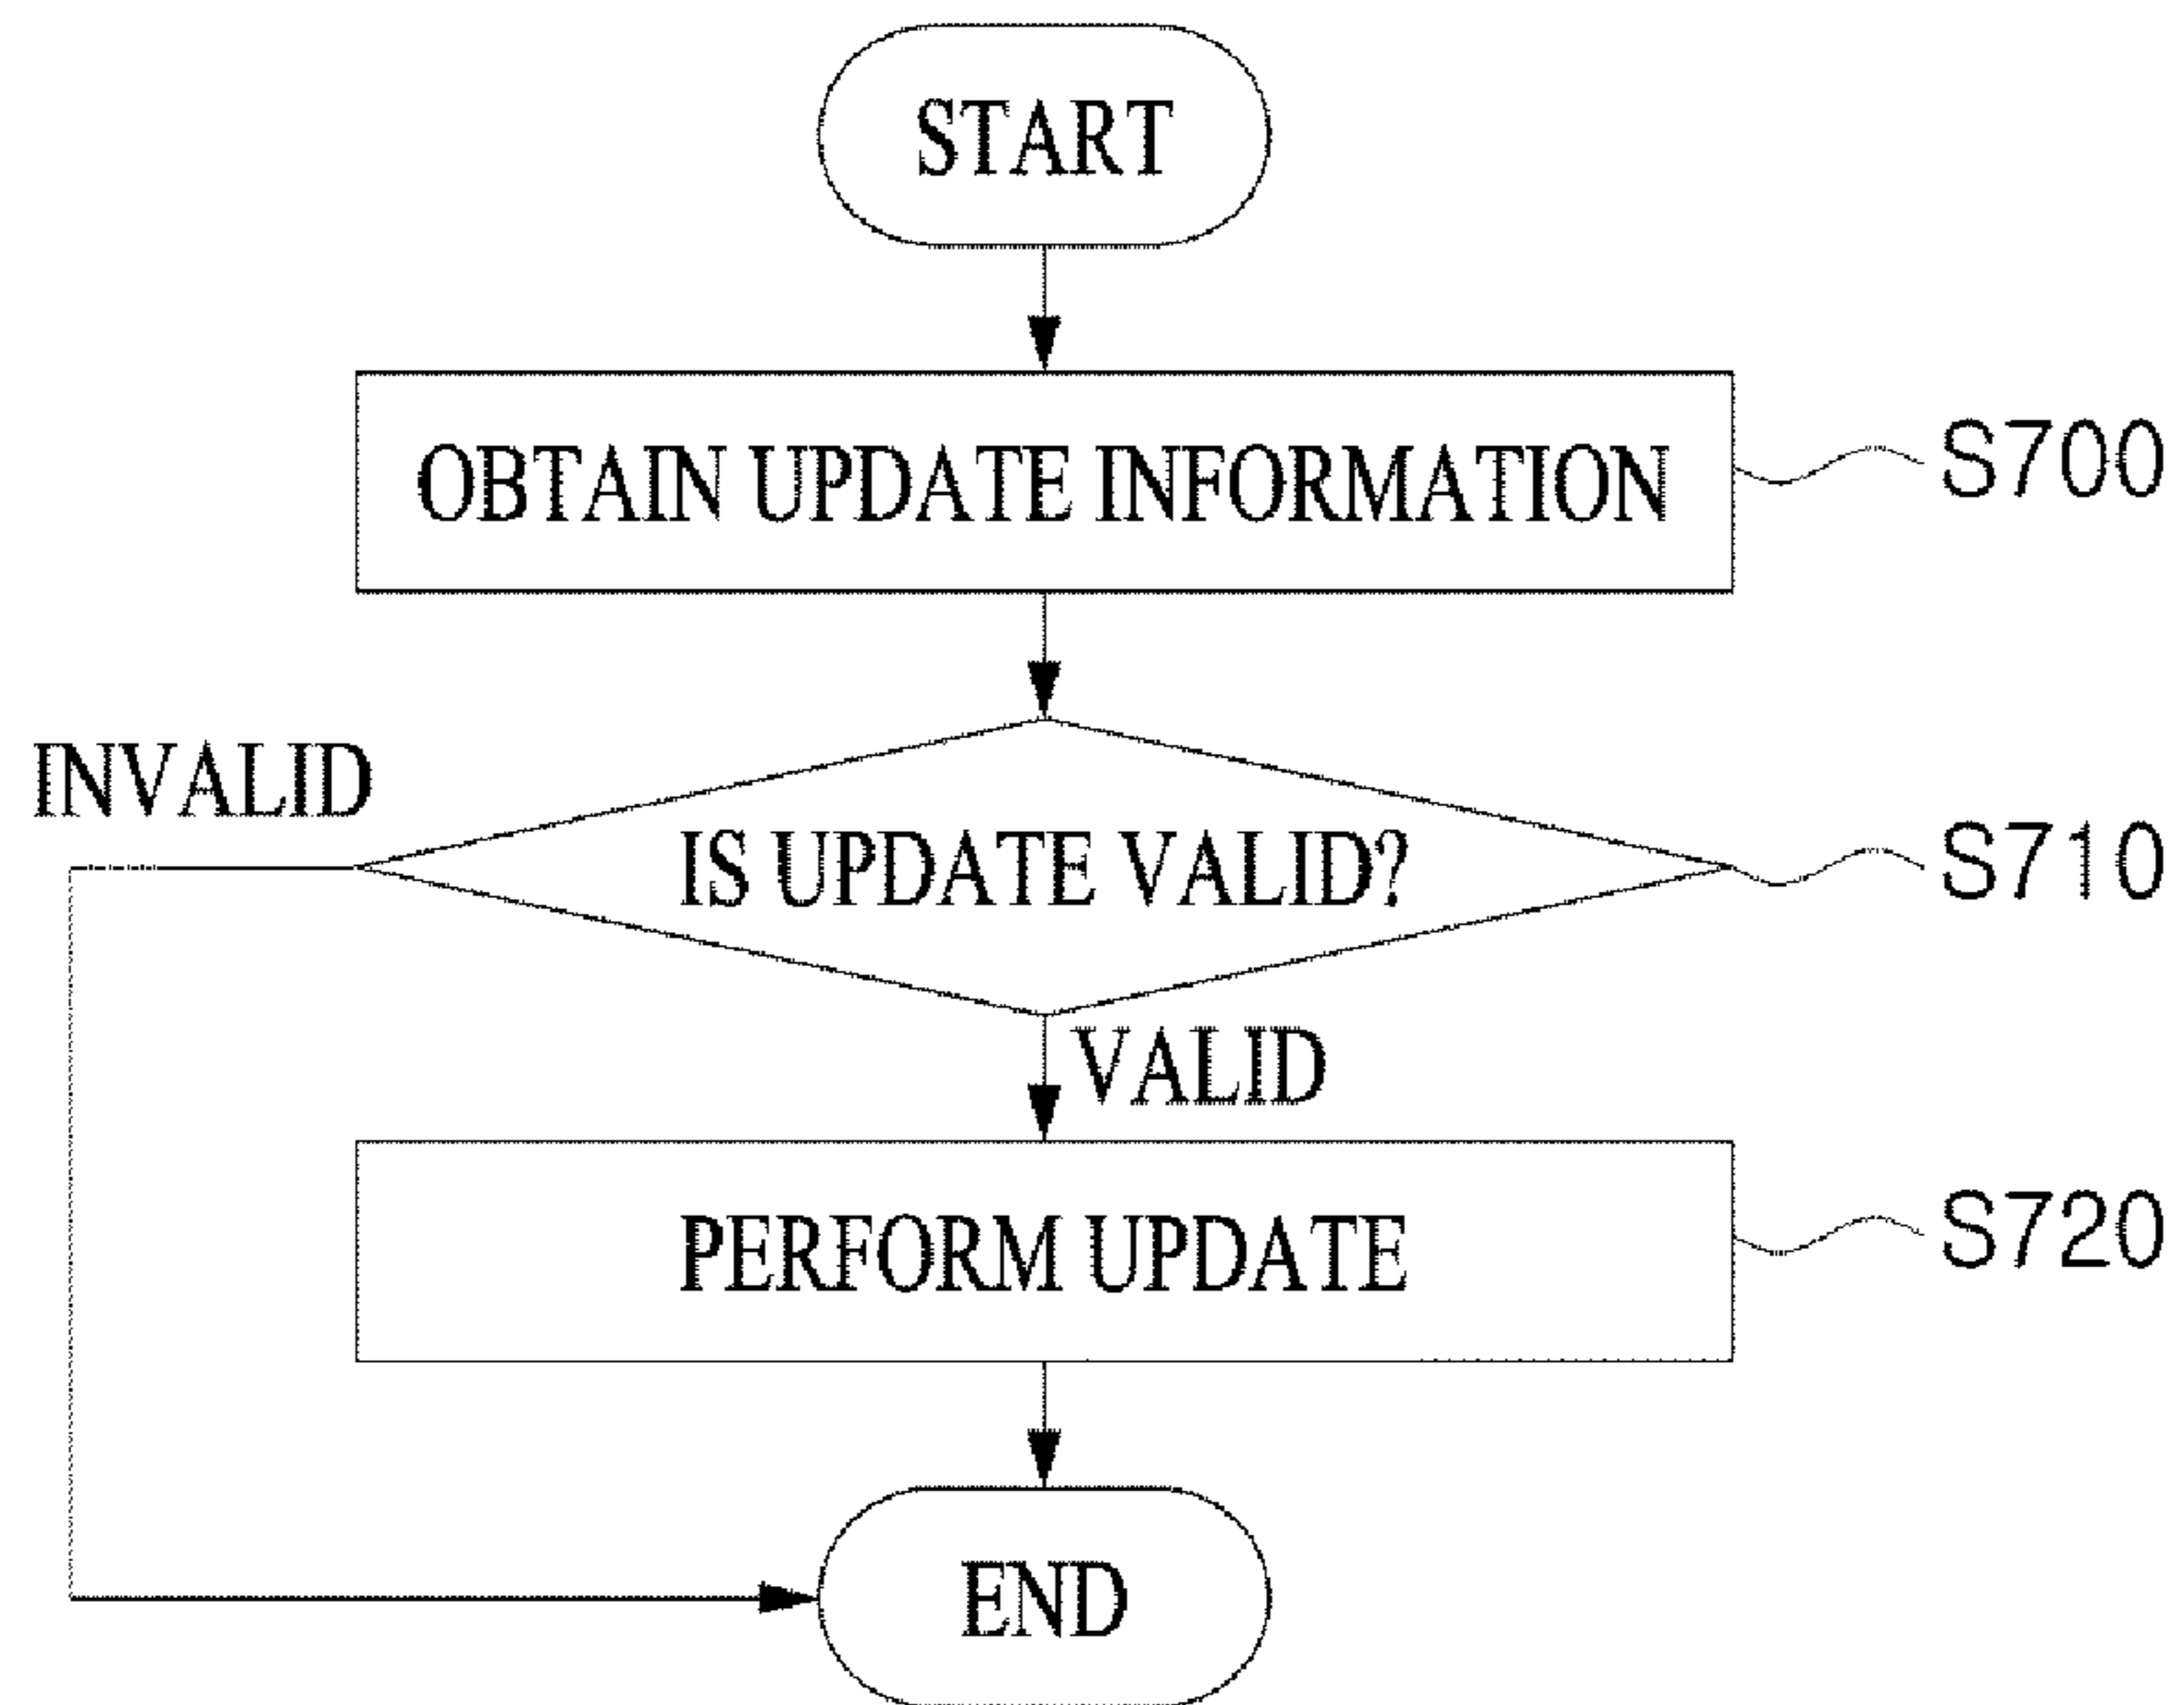 START
OBTAIN UPDATE INFORMATION
S700
INVALID
IS UPDATE VALID?
S710
VALID
PERFORM UPDATE
S720
END